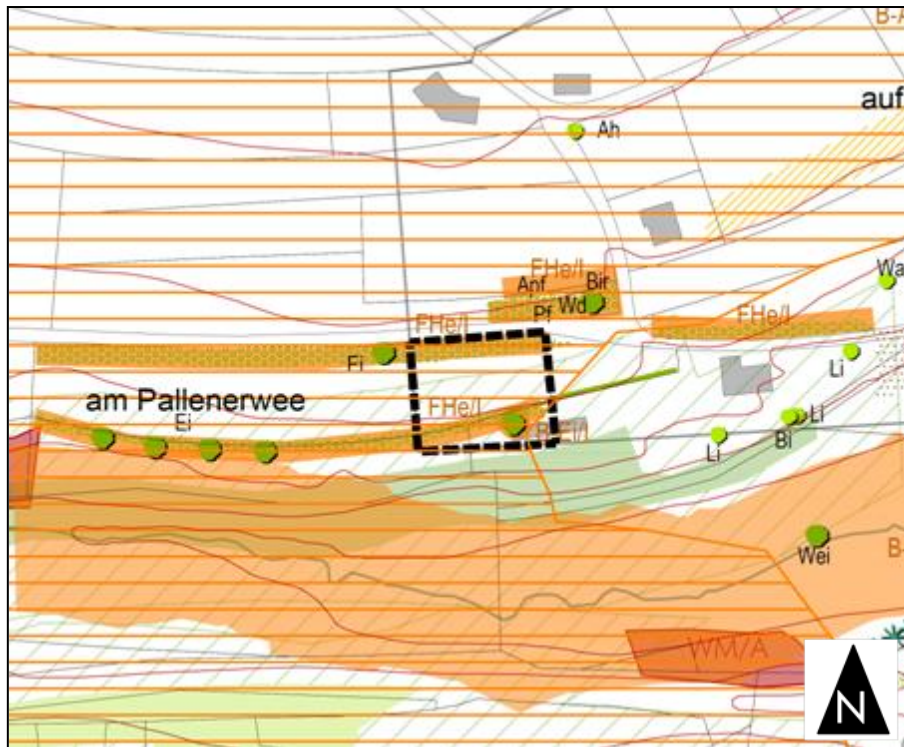 B-A
auf
Ah
FHe/l
Anf
Bir
Wa
Pf
Wd
FHe/l
FHe/l
Fi
Li
am Pallenerwee
FHe/l
Ei
Li
Bi
Li
Wei
B-
WM/A
N